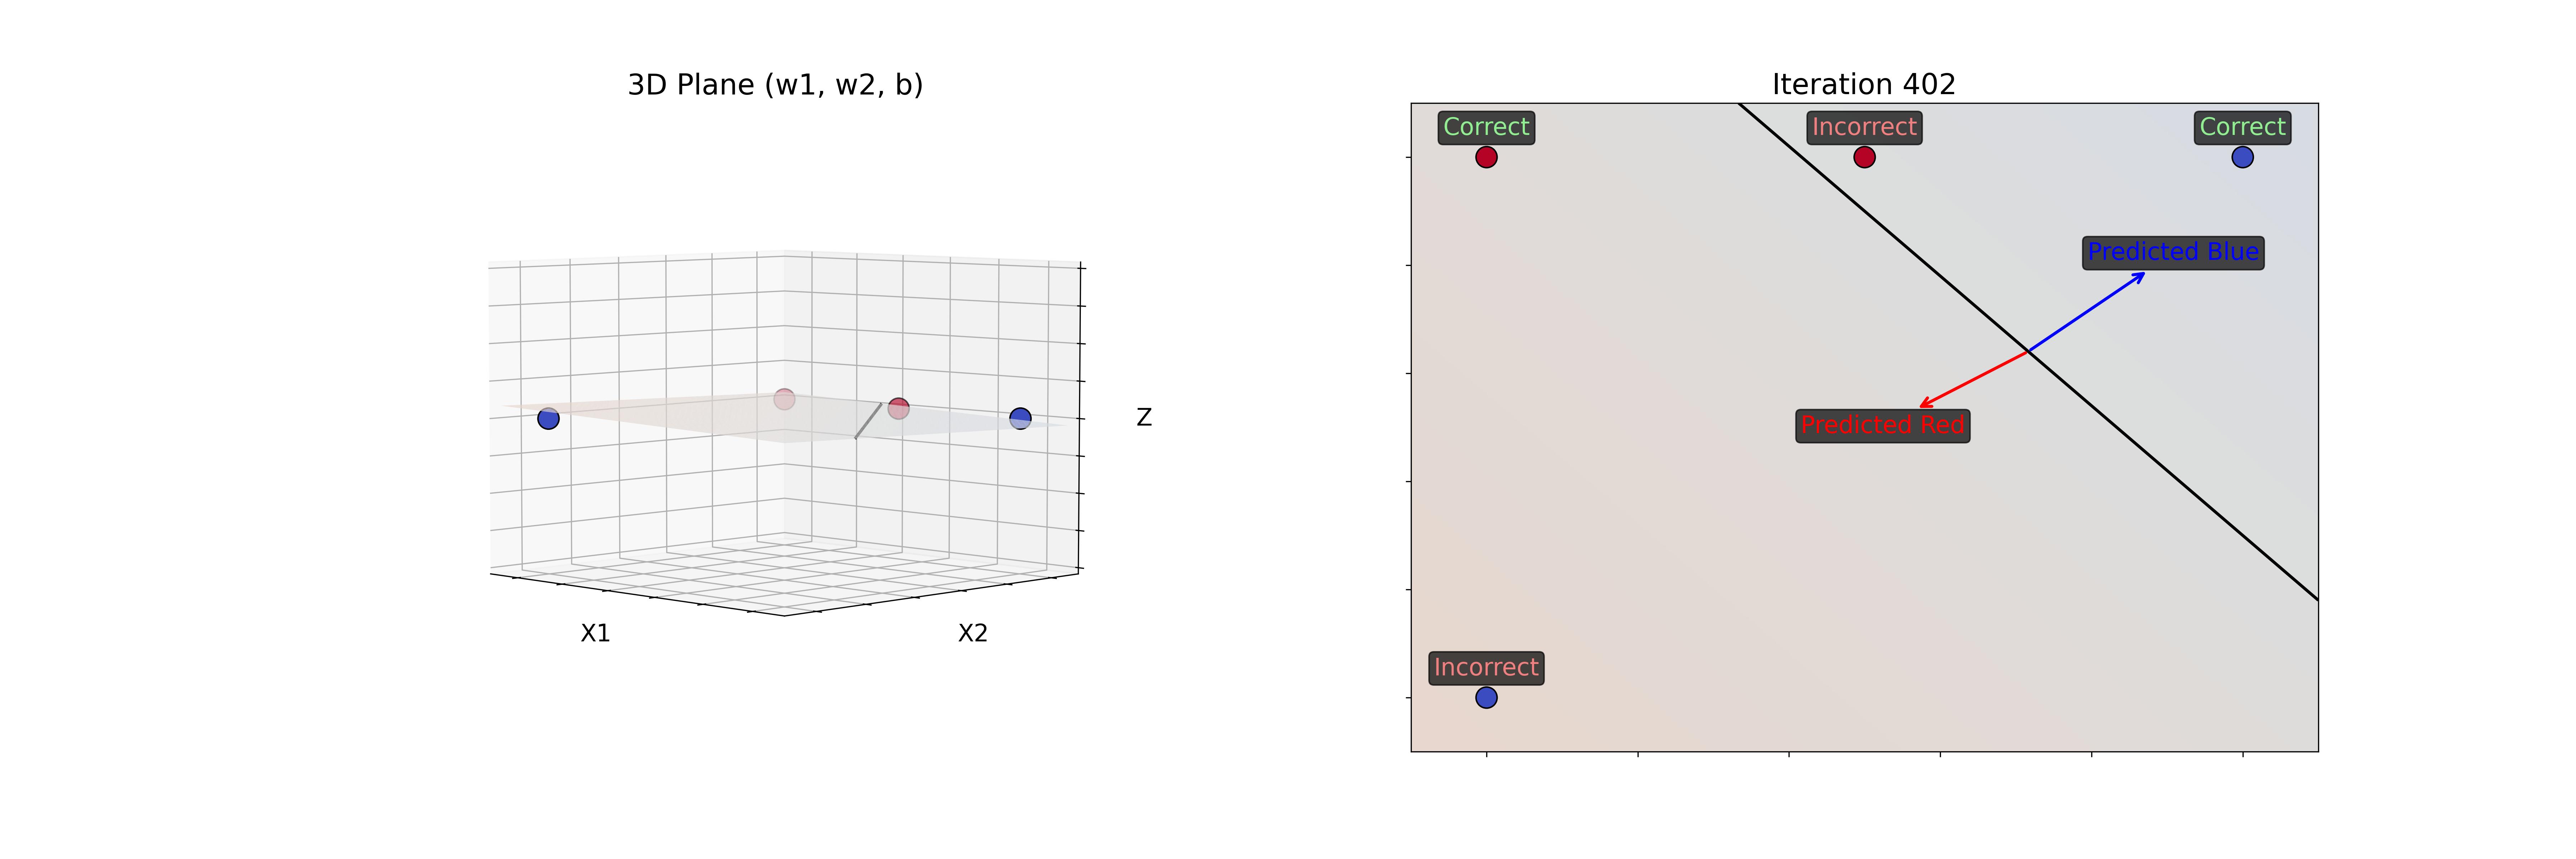 3D Plane (w1, w2, b)
Z
X1
X2
Iteration 402
Correct
Incorrect
Correct
Predicted Blue
Predicted Red
Incorrect